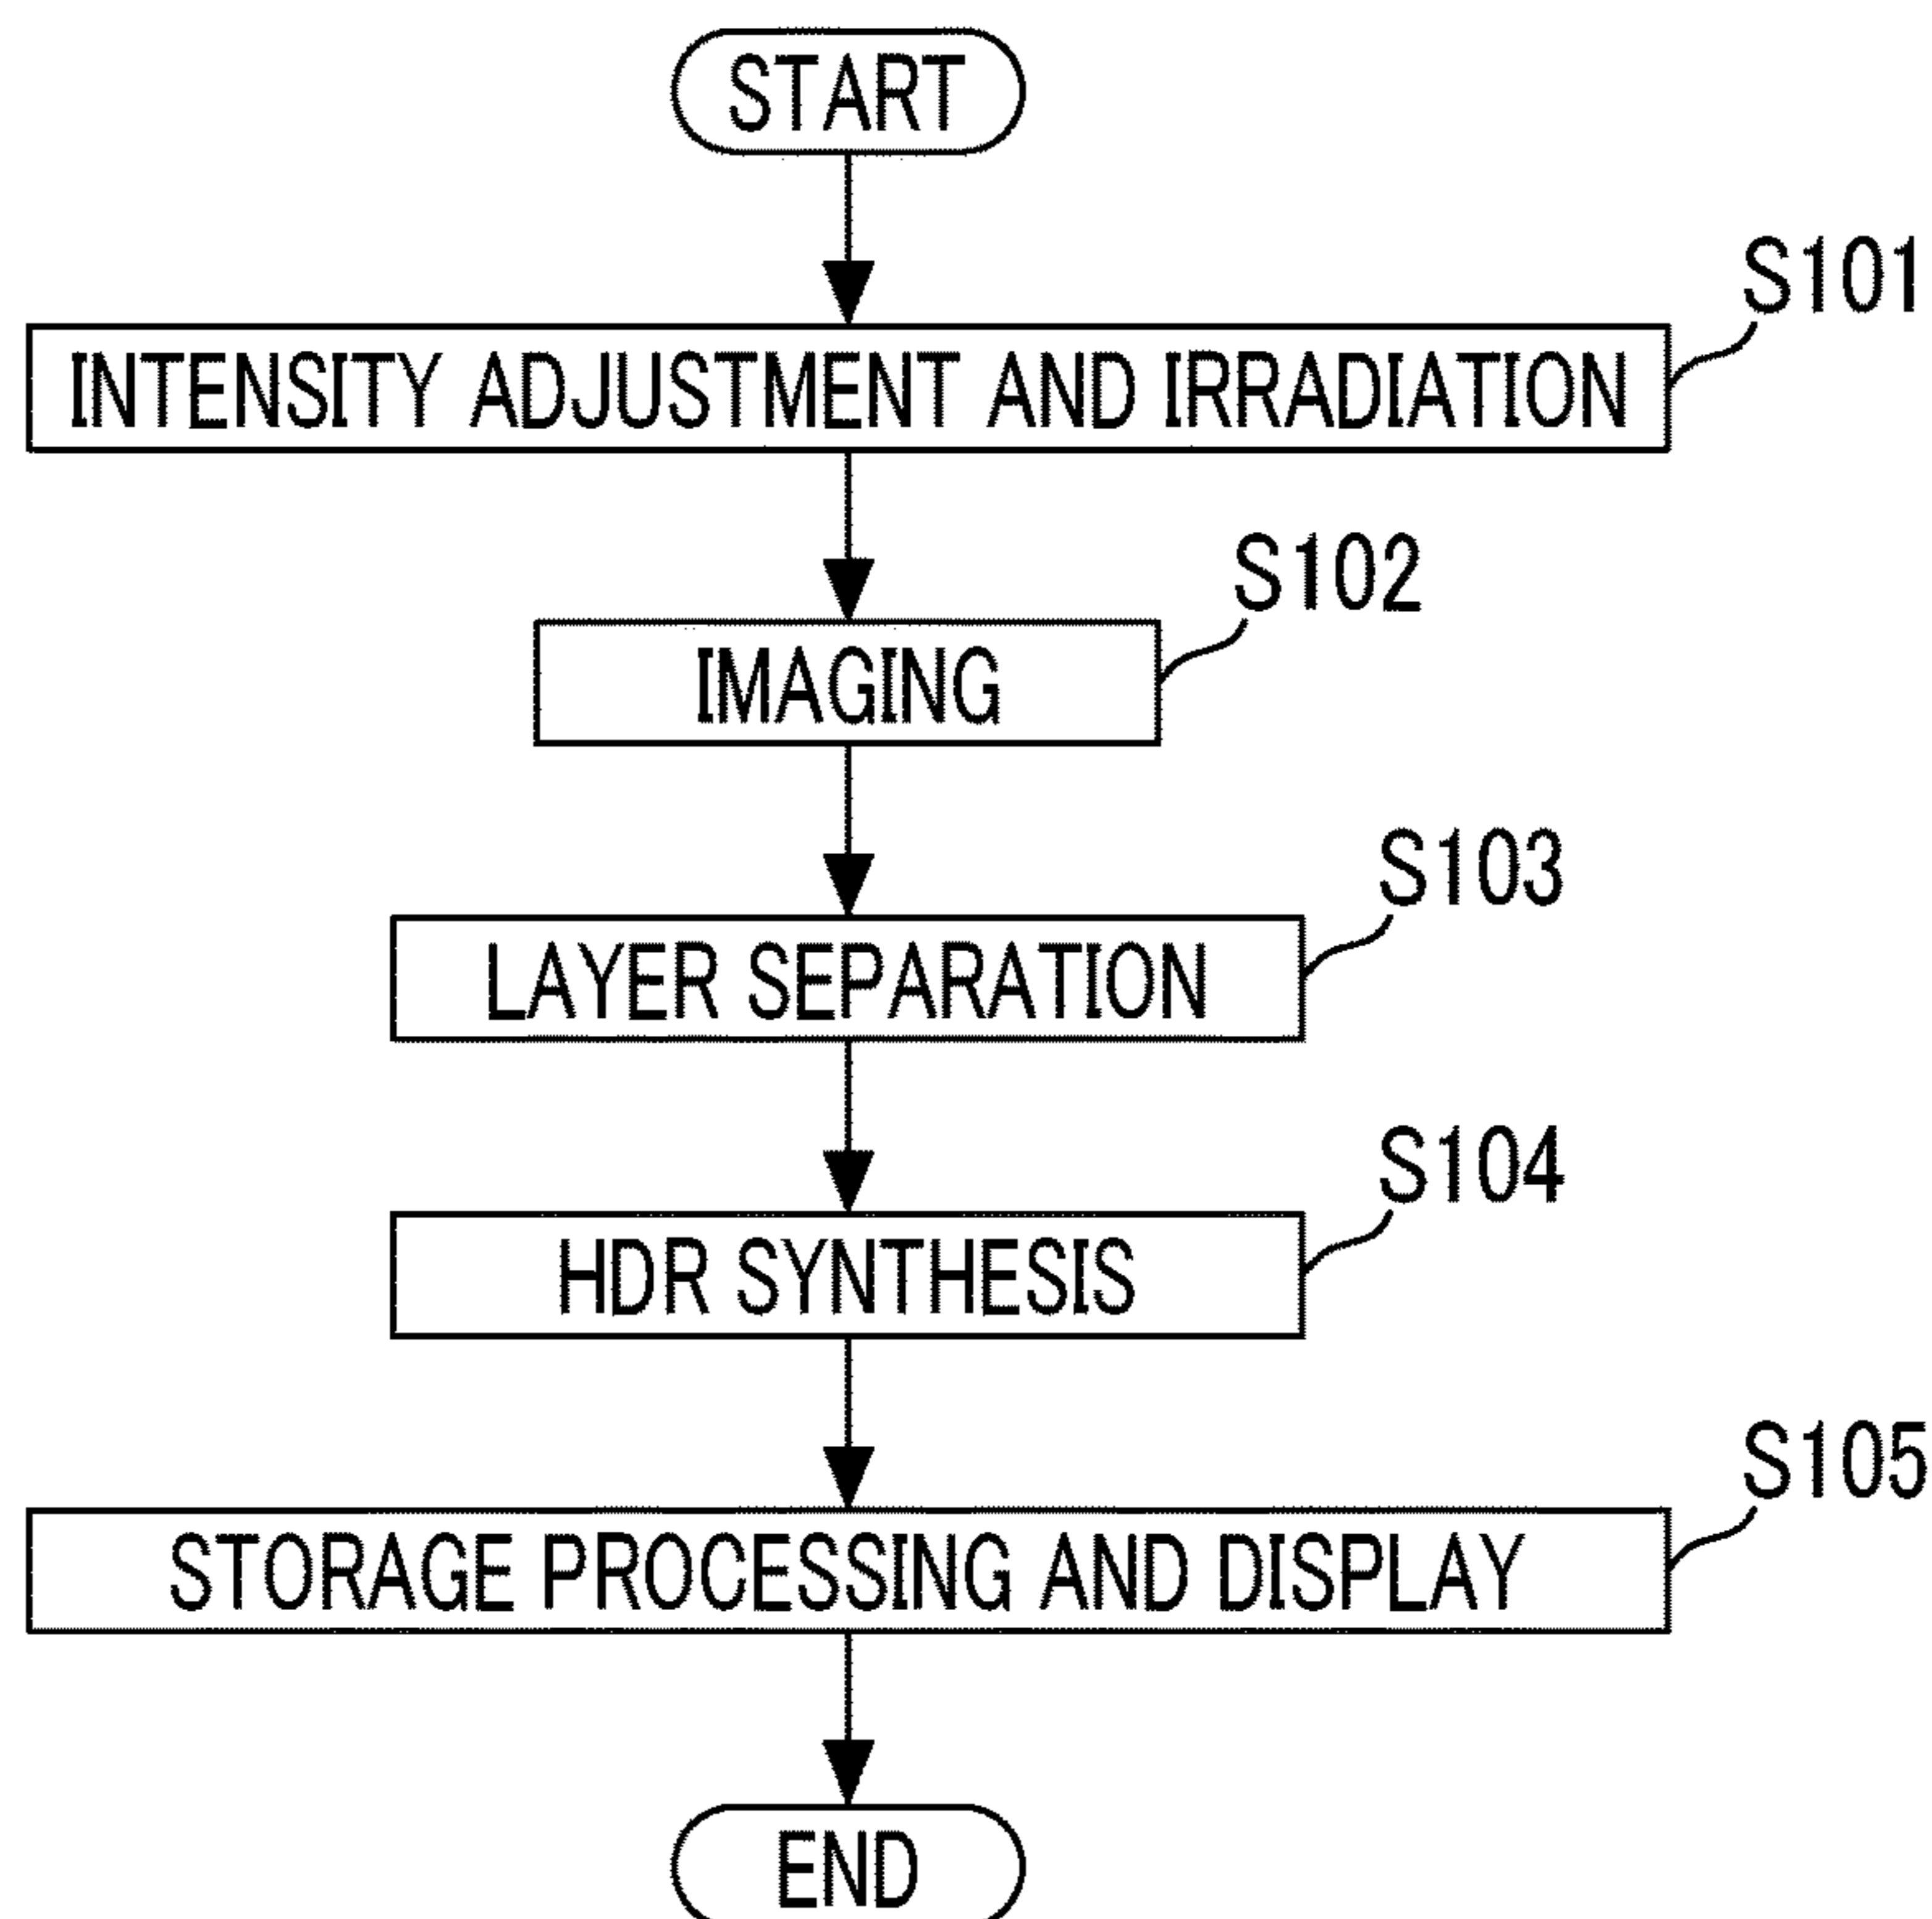 START
S101
INTENSITY ADJUSTMENT AND IRRADIATION
S102
IMAGING
S103
LAYER SEPARATION
S104
HDR SYNTHESIS
S105
STORAGE PROCESSING AND DISPLAY
END